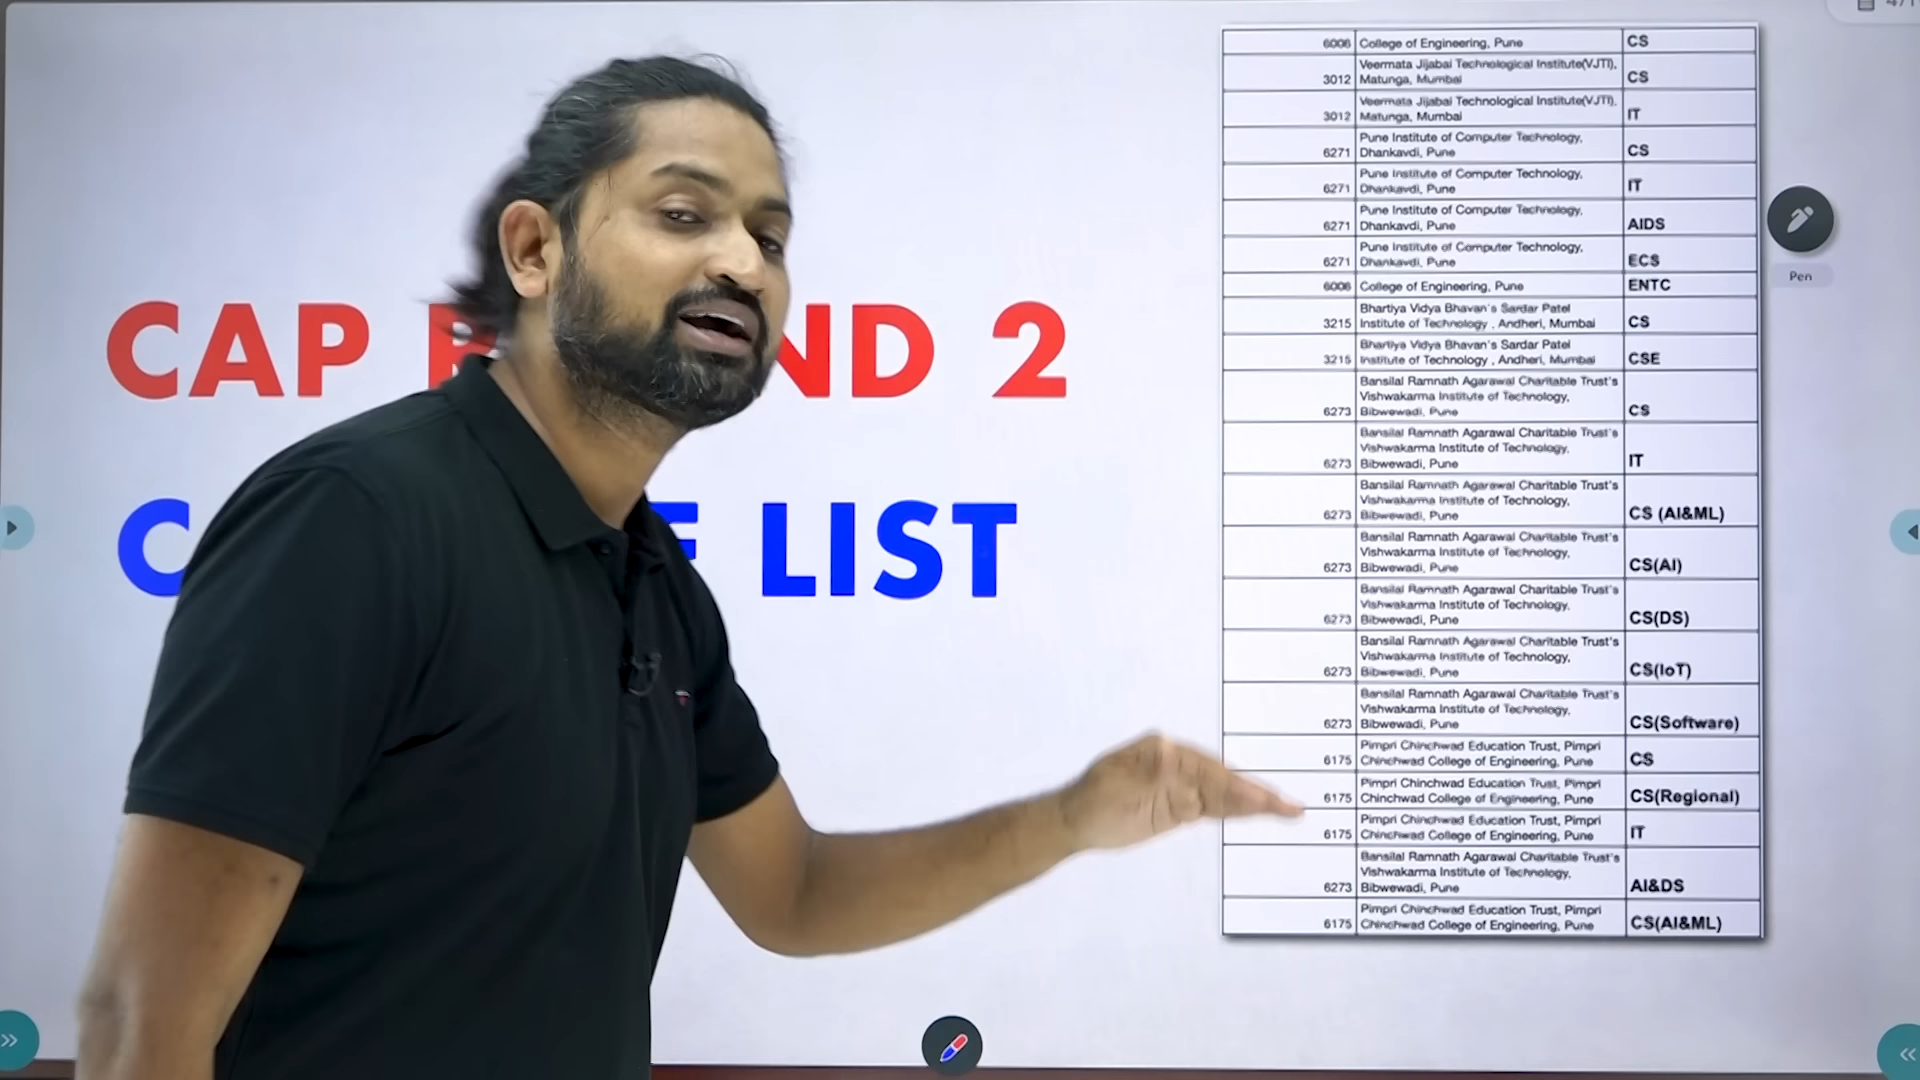 CAP ND 2
LIST
6006 College of Engineering, Pune CS
Veermata Jijabai Technological Institute(VJTI),
3012 Matunga, Mumbai CS
Veermata Jijabai Technological Institute(VJTI),
3012 Matunga, Mumbai IT
Pune Institute of Computer Technology,
6271 Dhankavdi, Pune CS
Pune Institute of Computer Technology,
6271 Dhankavdi, Pune IT
Pune Institute of Computer Technology,
6271 Dhankavdi, Pune AIDS
Pune Institute of Computer Technology,
6271 Dhankavdi, Pune ECS
6006 College of Engineering, Pune ENTC
Bhartiya Vidya Bhavan's Sardar Patel
3215 Institute of Technology , Andheri, Mumbai CS
Bhartiya Vidya Bhavan's Sardar Patel
3215 Institute of Technology , Andheri, Mumbai CSE
Bansilal Ramnath Agarawal Charitable Trust's
Vishwakarma Institute of Technology,
6273 Bibwewadi, Pune CS
Bansilal Ramnath Agarawal Charitable Trust's
Vishwakarma Institute of Technology,
6273 Bibwewadi, Pune IT
Bansilal Ramnath Agarawal Charitable Trust's
Vishwakarma Institute of Technology,
6273 Bibwewadi, Pune CS (AI&ML)
Bansilal Ramnath Agarawal Charitable Trust's
Vishwakarma Institute of Technology,
6273 Bibwewadi, Pune CS(AI)
Bansilal Ramnath Agarawal Charitable Trust's
Vishwakarma Institute of Technology,
6273 Bibwewadi, Pune CS(DS)
Bansilal Ramnath Agarawal Charitable Trust's
Vishwakarma Institute of Technology,
6273 Bibwewadi, Pune CS(IoT)
Bansilal Ramnath Agarawal Charitable Trust's
Vishwakarma Institute of Technology,
6273 Bibwewadi, Pune CS(Software)
Pimpri Chinchwad Education Trust, Pimpri
6175 Chinchwad College of Engineering, Pune CS
Pimpri Chinchwad Education Trust, Pimpri
6175 Chinchwad College of Engineering, Pune CS(Regional)
Pimpri Chinchwad Education Trust, Pimpri
6175 Chinchwad College of Engineering, Pune IT
Bansilal Ramnath Agarawal Charitable Trust's
Vishwakarma Institute of Technology,
6273 Bibwewadi, Pune AI&DS
Pimpri Chinchwad Education Trust, Pimpri
6175 Chinchwad College of Engineering, Pune CS(AI&ML)
Pen